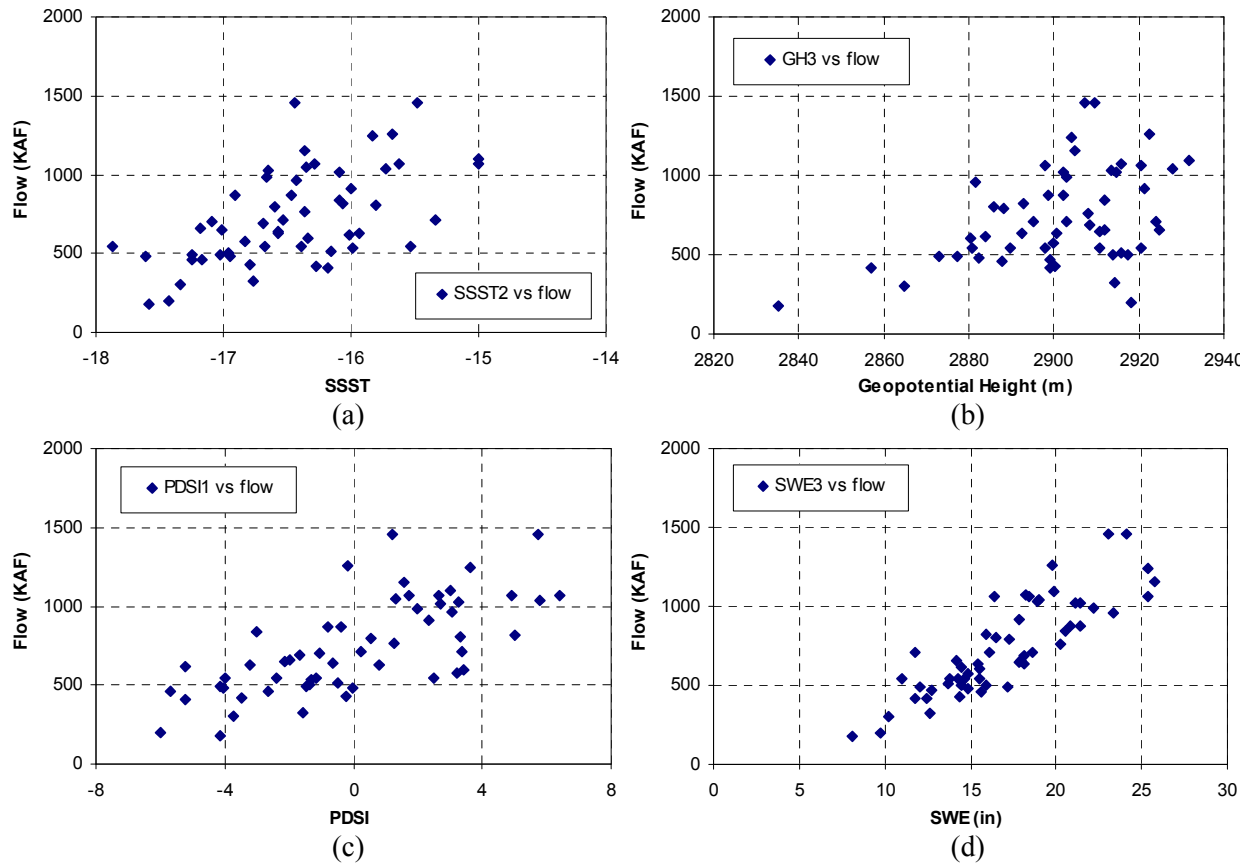 2000
1500
1000
500
0
Flow (KAF)
SSST2 vs flow
-18 -17 -16 -15 -14
SSST
(a)
2000
1500
1000
500
0
Flow (KAF)
GH3 vs flow
2820 2840 2860 2880 2900 2920 2940
Geopotential Height (m)
(b)
2000
1500
1000
500
0
Flow (KAF)
PDSI1 vs flow
-8 -4 0 4 8
PDSI
(c)
2000
1500
1000
500
0
Flow (KAF)
SWE3 vs flow
0 5 10 15 20 25 30
SWE (in)
(d)